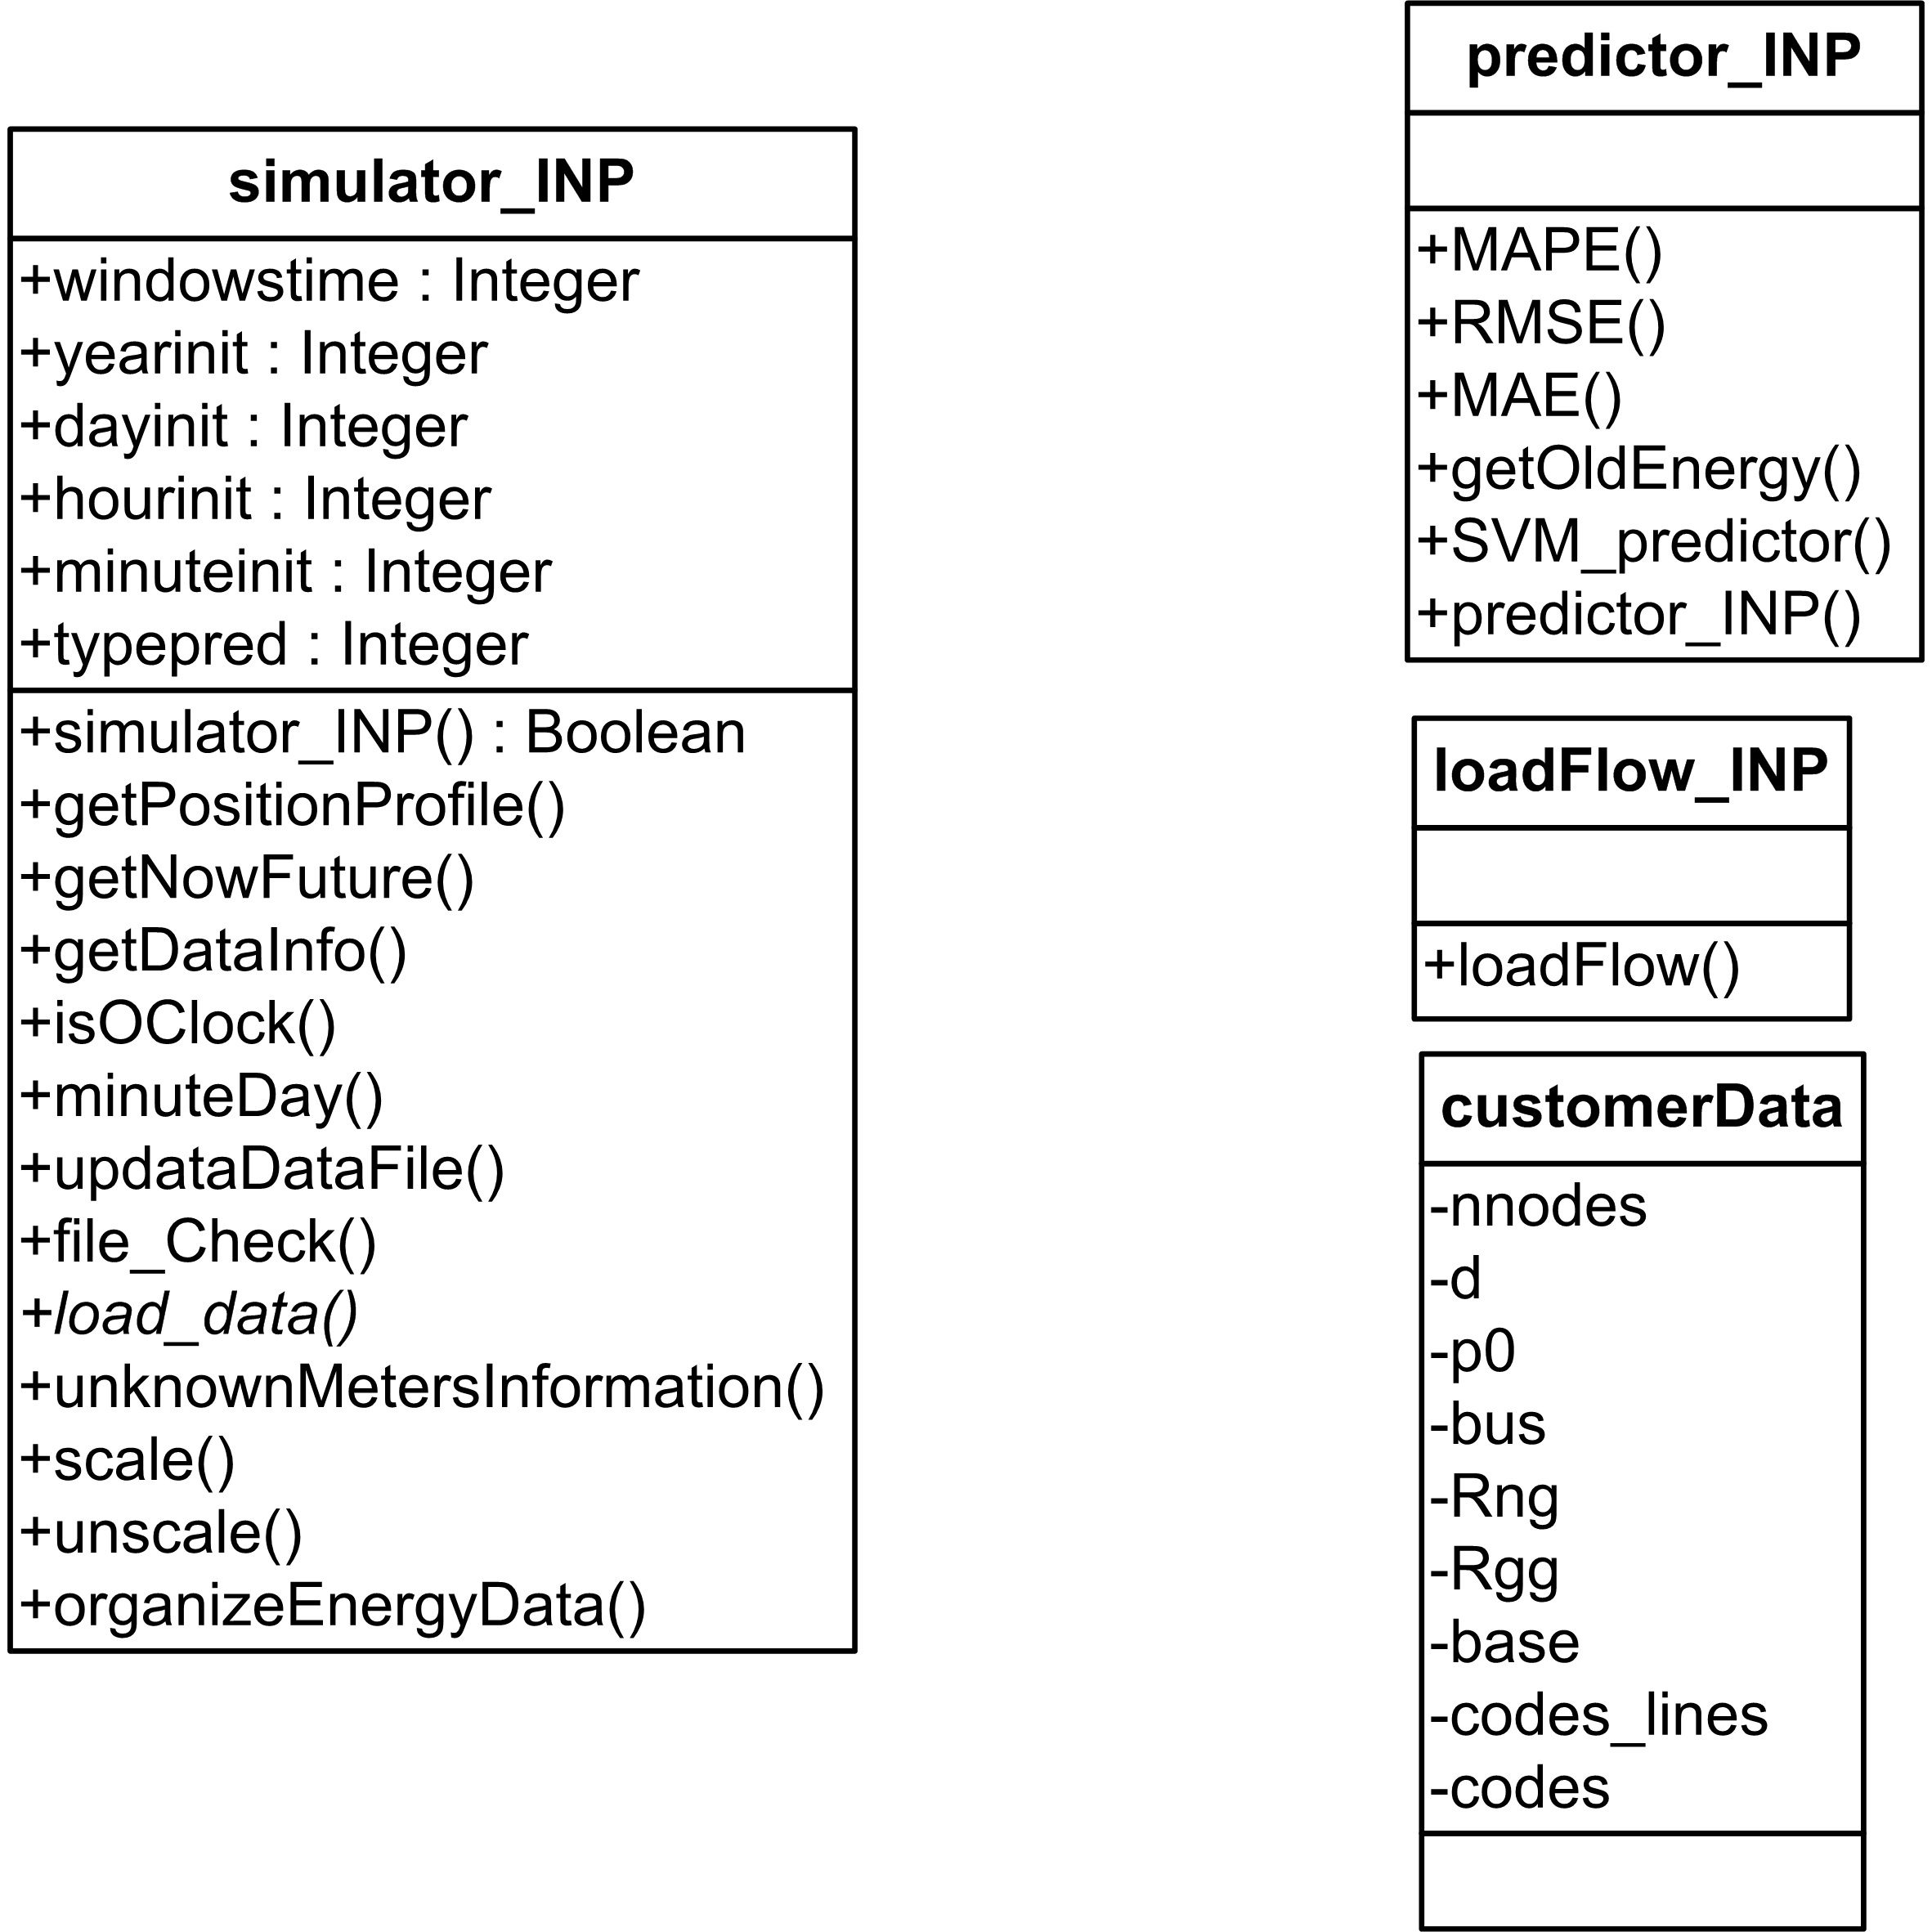 simulator_INP
+windowstime : Integer
+yearinit : Integer
+dayinit : Integer
+hourinit : Integer
+minuteinit : Integer
+typepred : Integer
+simulator_INP() : Boolean
+getPositionProfile()
+getNowFuture()
+getDataInfo()
+isOClock()
+minuteDay()
+updataDataFile()
+file_Check()
+load_data()
+unknownMetersInformation()
+scale()
+unscale()
+organizeEnergyData()
predictor_INP
+MAPE()
+RMSE()
+MAE()
+getOldEnergy()
+SVM_predictor()
+predictor_INP()
loadFlow_INP
+loadFlow()
customerData
-nnodes
-d
-p0
-bus
-Rng
-Rgg
-base
-codes_lines
-codes